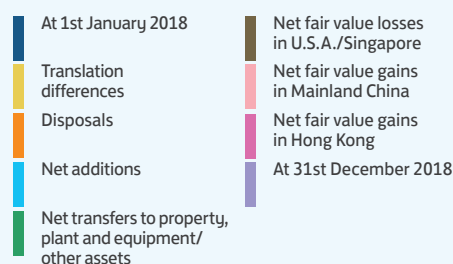 At 1st January 2018
Translation
differences
Disposals
Net additions
Net transfers to property,
plant and equipment/
other assets
Net fair value losses
in U.S.A./Singapore
Net fair value gains
in Mainland China
Net fair value gains
in Hong Kong
At 31st December 2018